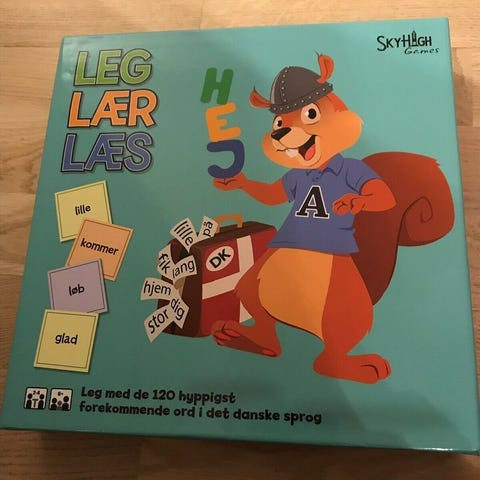 SKYHIGH
Games
LEG
LÆR
LÆS
HEJ
lille
kommer
løb
glad
A
lille
på
fik
lang
DK
hjem
dig
stor
Leg med de 120 hyppigst
forekommende ord i det danske sprog